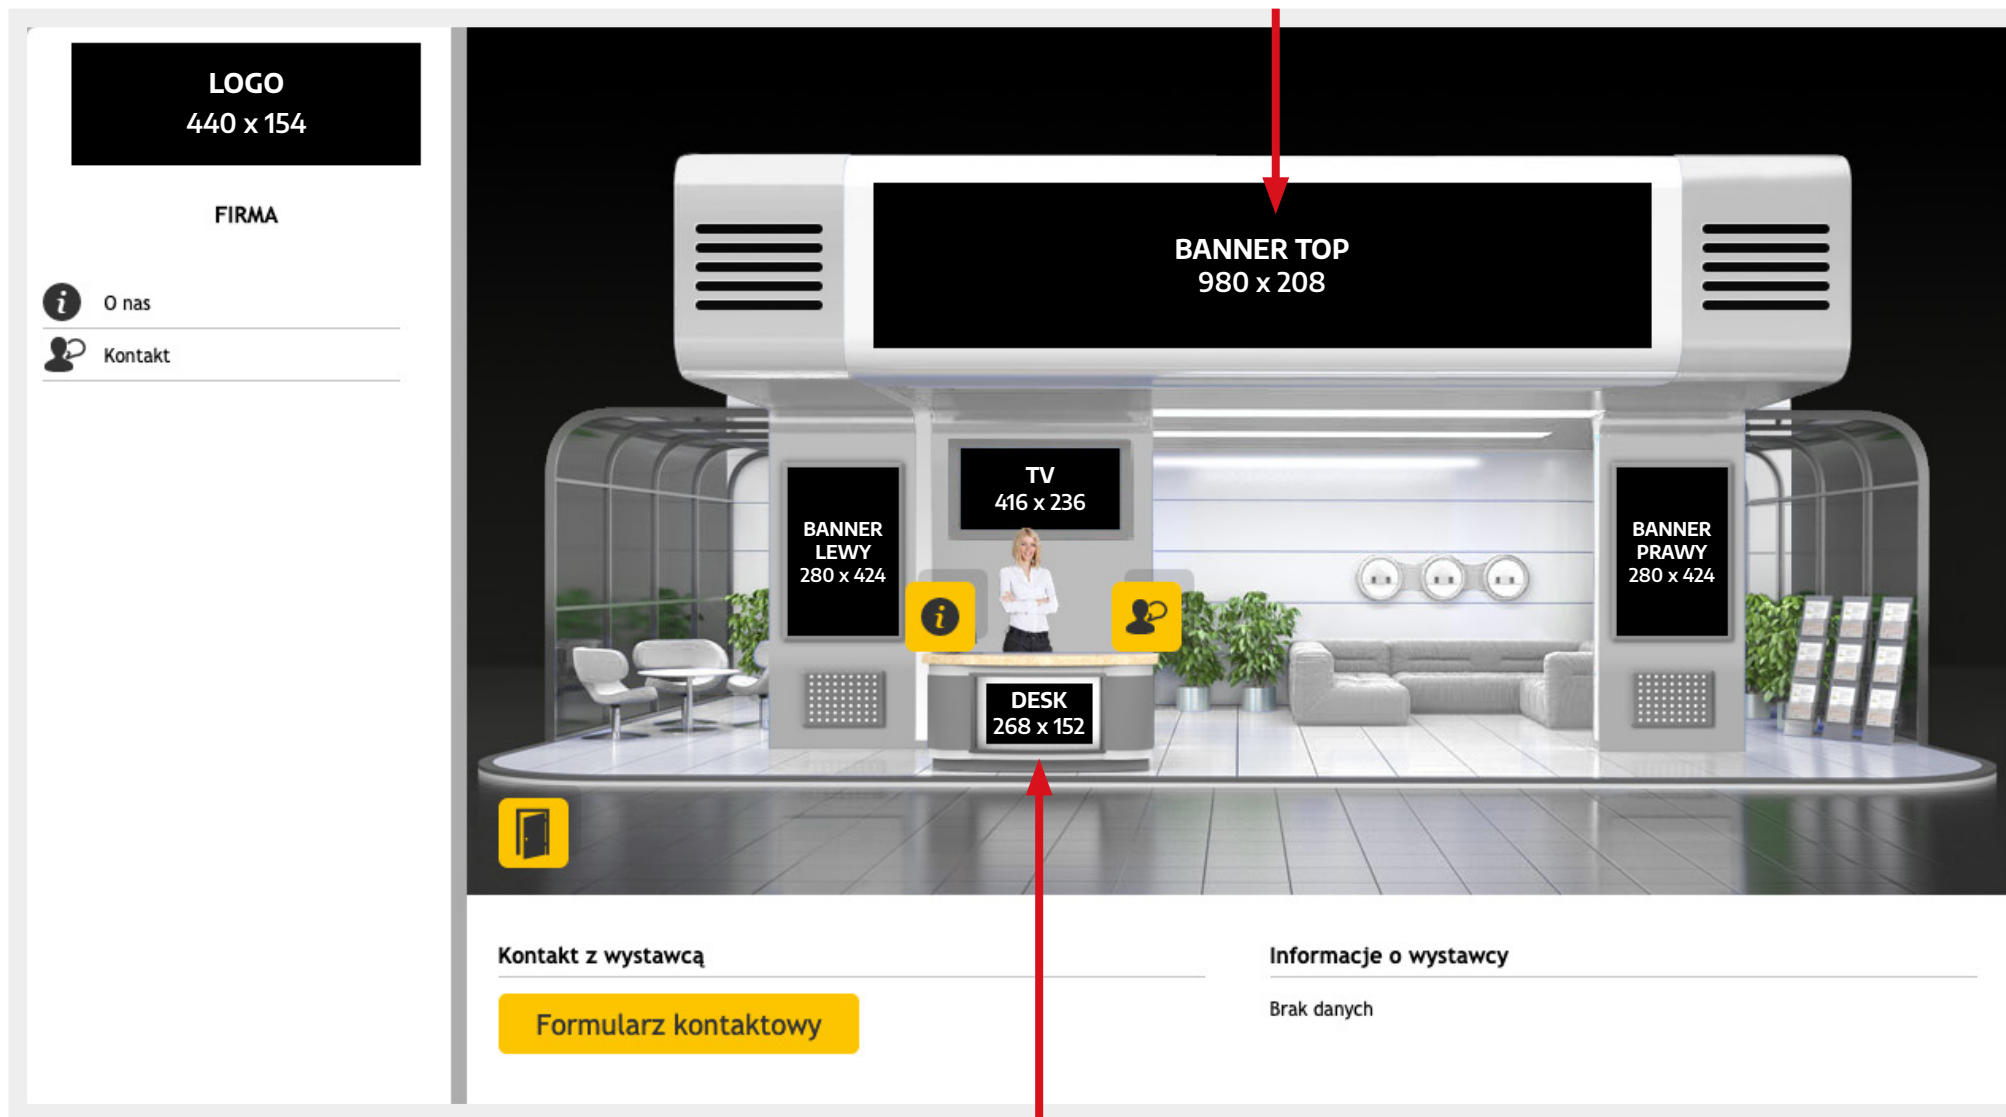 LOGO
440 x 154
FIRMA
O nas
Kontakt
BANNER TOP
980 x 208
TV
416 x 236
BANNER
LEWY
280 x 424
BANNER
PRAWY
280 x 424
DESK
268 x 152
Kontakt z wystawcą
Formularz kontaktowy
Informacje o wystawcy
Brak danych